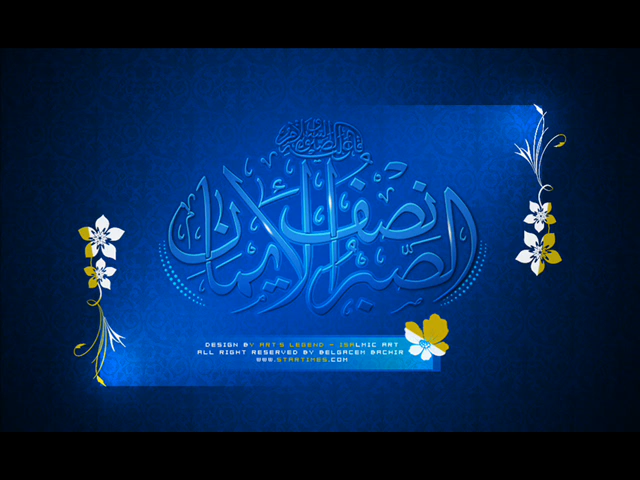 الصبر نصف الإيمان
DESIGN BY ART'S LEGEND - ISALMIC ART
ALL RIGHT RESERVED BY BELGACEM BACHIR
WWW.STARTIMES.COM